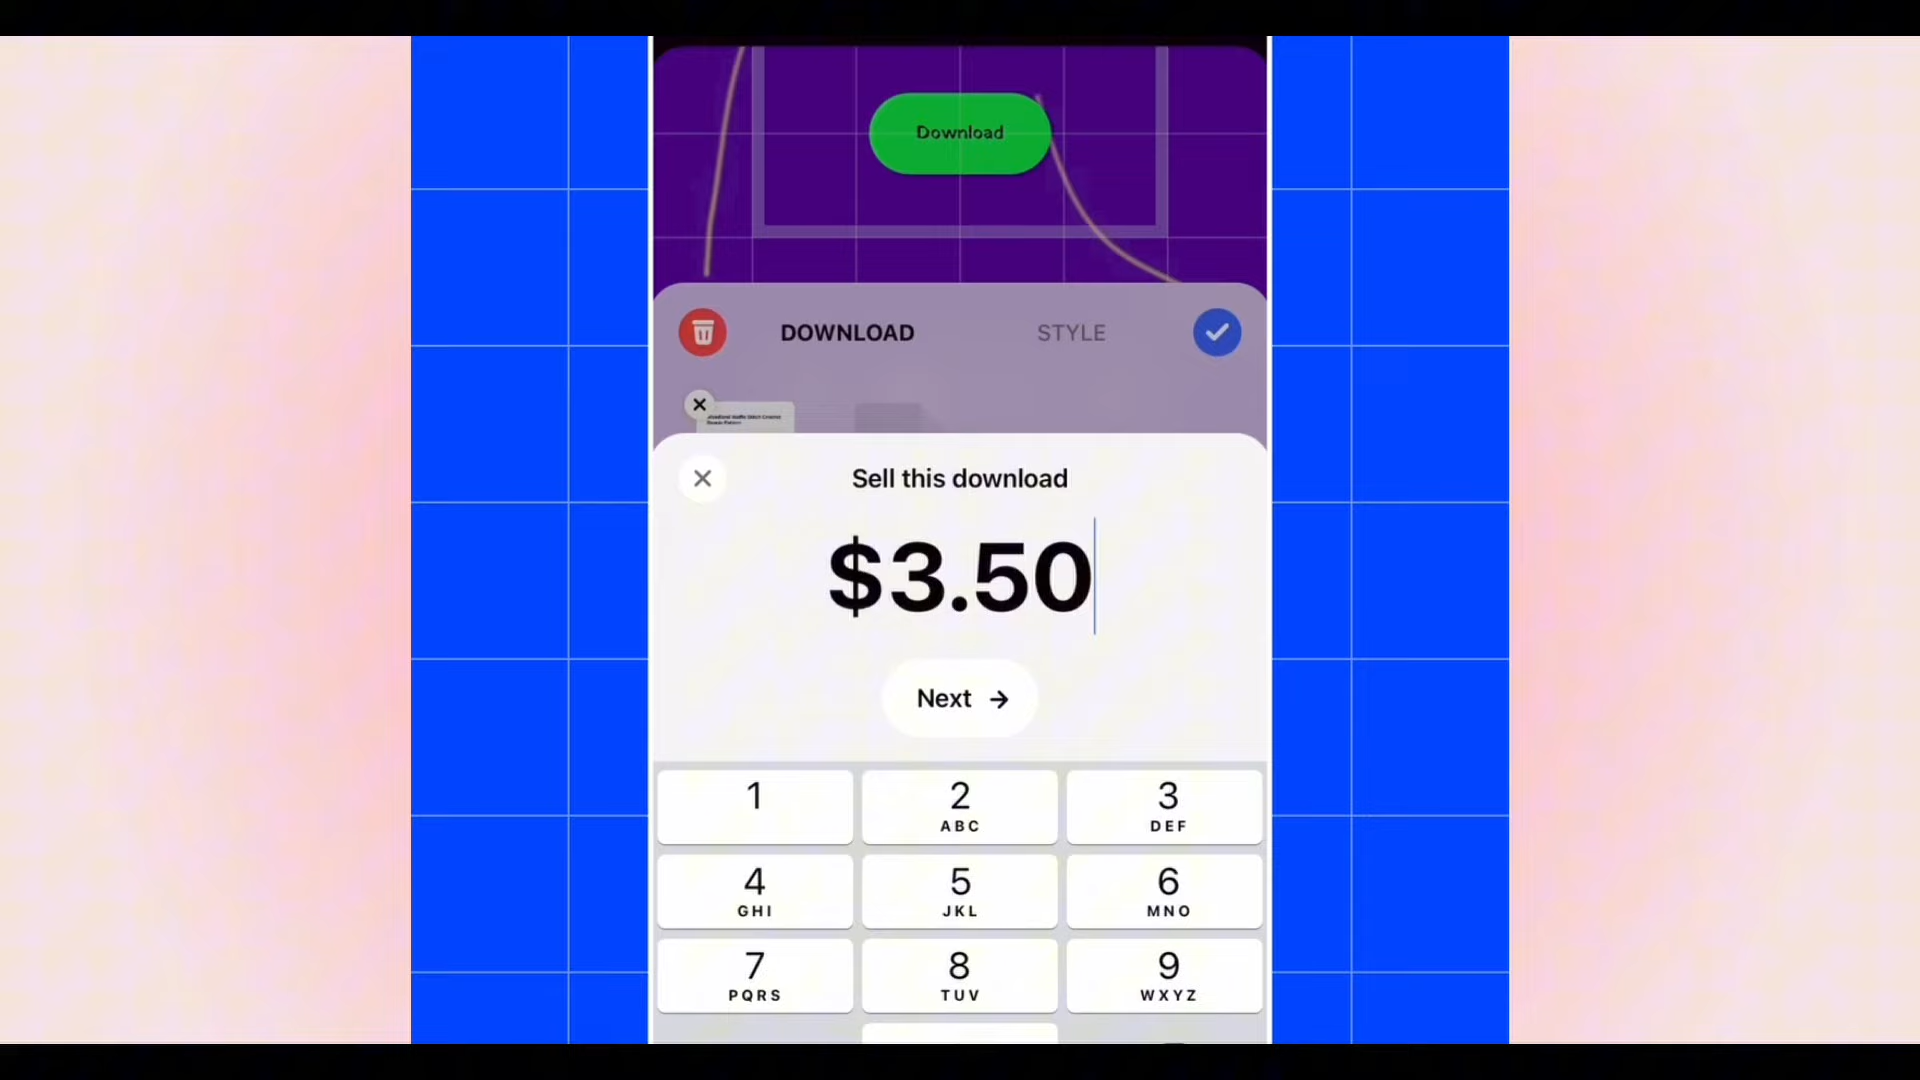 Download
DOWNLOAD
STYLE
Sell this download
$3.50
Next →
1
2
ABC
3
DEF
4
GHI
5
JKL
6
MNO
7
PQRS
8
TUV
9
WXYZ